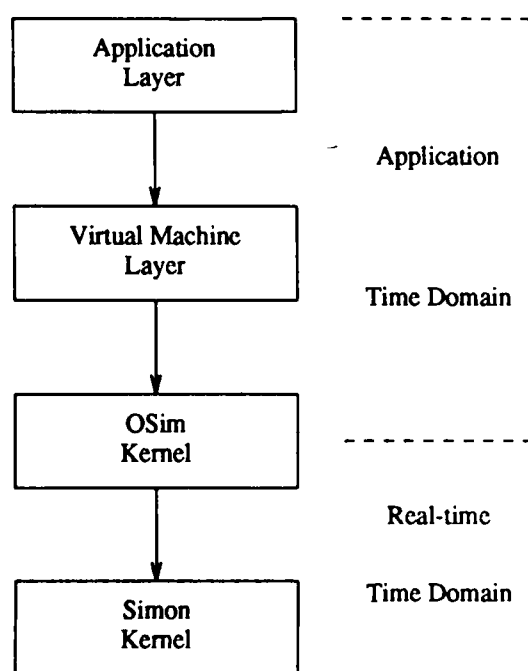 Application
Layer
Application
Virtual Machine
Layer
Time Domain
OSim
Kernel
Real-time
Time Domain
Simon
Kernel